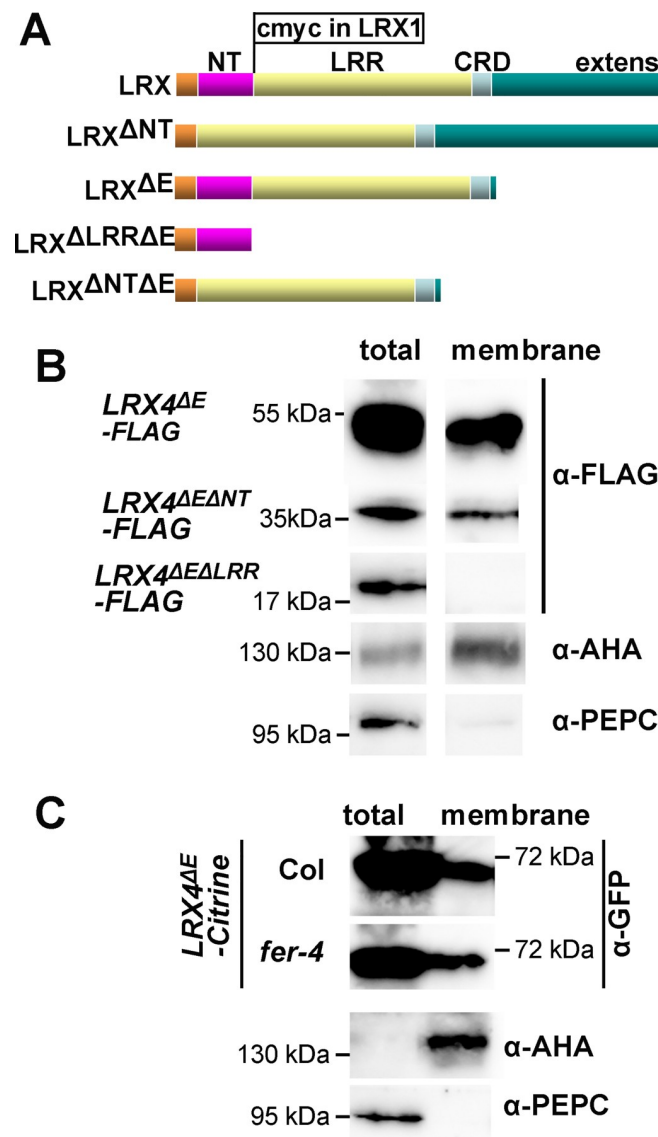 A
cmyc in LRX1
NT LRR CRD extens
LRX
LRXΔNT
LRXΔE
LRXΔLRRΔE
LRXΔNTΔE
B
total membrane
LRX4ΔE
-FLAG
55 kDa
α-FLAG
LRX4ΔEΔNT
-FLAG
35kDa
LRX4ΔEΔLRR
-FLAG
17 kDa
130 kDa α-AHA
95 kDa α-PEPC
C
total membrane
LRX4ΔE
-Citrine
Col 72 kDa
α-GFP
fer-4 72 kDa
130 kDa α-AHA
95 kDa α-PEPC